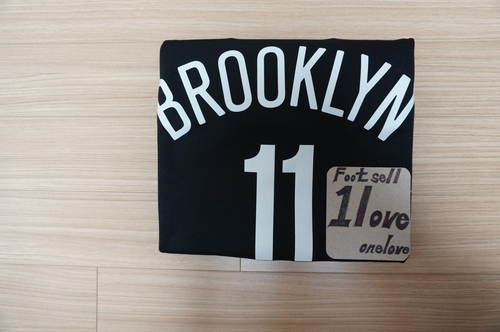 BROOKLYN
11
Foot sell
1love
onelove